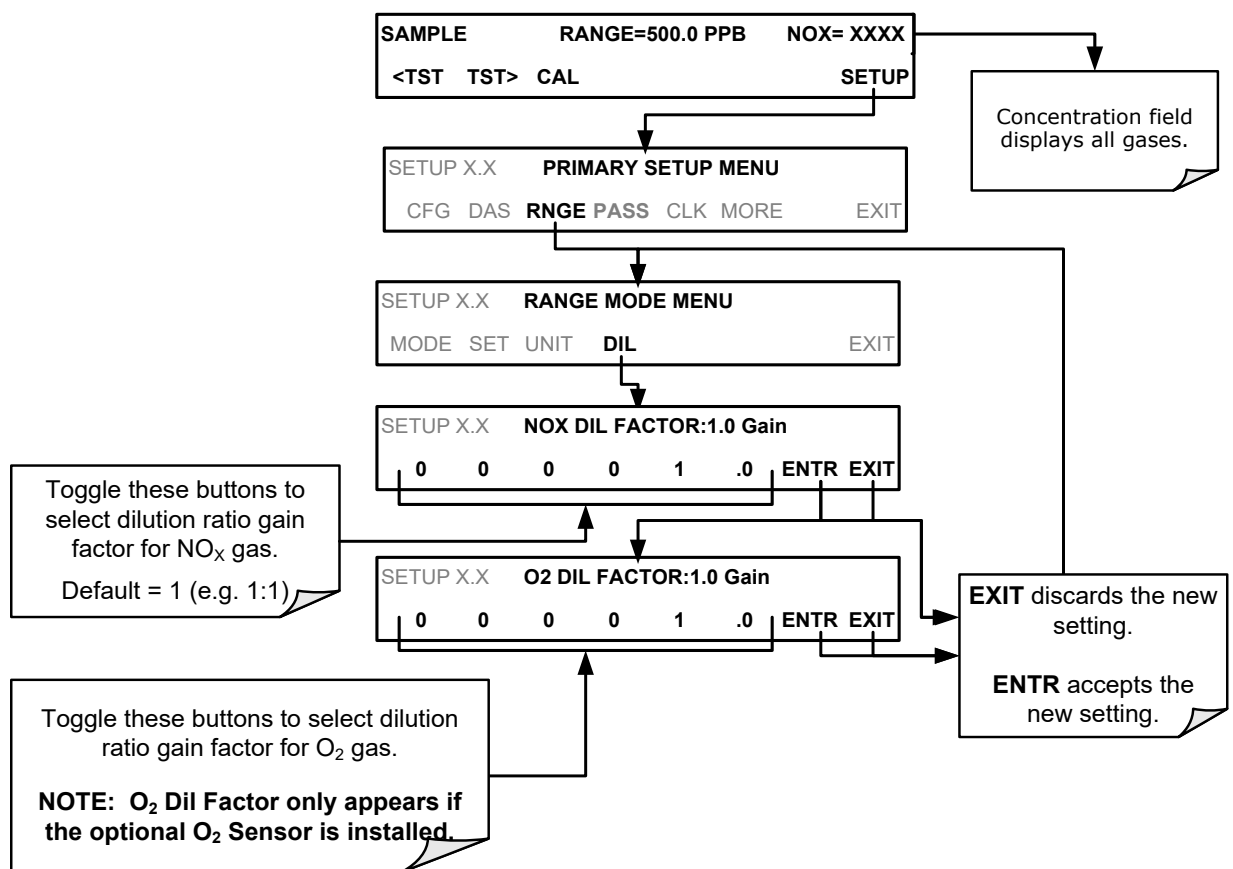 SAMPLE RANGE=500.0 PPB NOX= XXXX
<TST TST> CAL SETUP
Concentration field
displays all gases.
SETUP X.X PRIMARY SETUP MENU
CFG DAS RNGE PASS CLK MORE EXIT
SETUP X.X RANGE MODE MENU
MODE SET UNIT DIL EXIT
SETUP X.X NOX DIL FACTOR:1.0 Gain
0 0 0 0 1 .0 ENTR EXIT
Toggle these buttons to
select dilution ratio gain
factor for NOX gas.
Default = 1 (e.g. 1:1)
SETUP X.X O2 DIL FACTOR:1.0 Gain
0 0 0 0 1 .0 ENTR EXIT
EXIT discards the new
setting.
ENTR accepts the
new setting.
Toggle these buttons to select dilution
ratio gain factor for O2 gas.
NOTE: O2 Dil Factor only appears if
the optional O2 Sensor is installed.